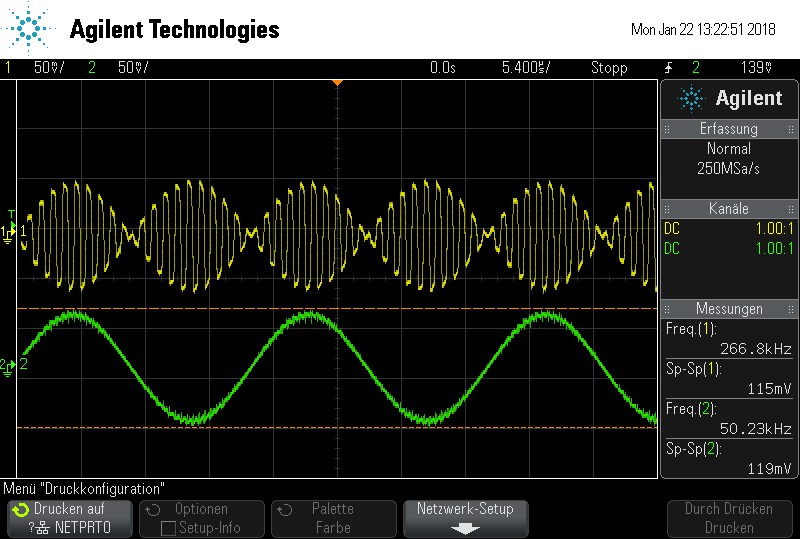 Agilent Technologies
Mon Jan 22 13:22:51 2018
1 50mV/ 2 50mV/ 0.0s 5.400µs/ Stopp 2 139mV
Agilent
Erfassung
Normal
250MSa/s
Kanäle
DC 1.00:1
DC 1.00:1
T
1 1
2 2
Messungen
Freq.(1):
266.8kHz
Sp-Sp(1):
115mV
Freq.(2):
50.23kHz
Sp-Sp(2):
119mV
Menü "Druckkonfiguration"
Drucken auf
? NETPRT0
Optionen
Setup-Info
Palette
Farbe
Netzwerk-Setup
Durch Drücken
Drucken